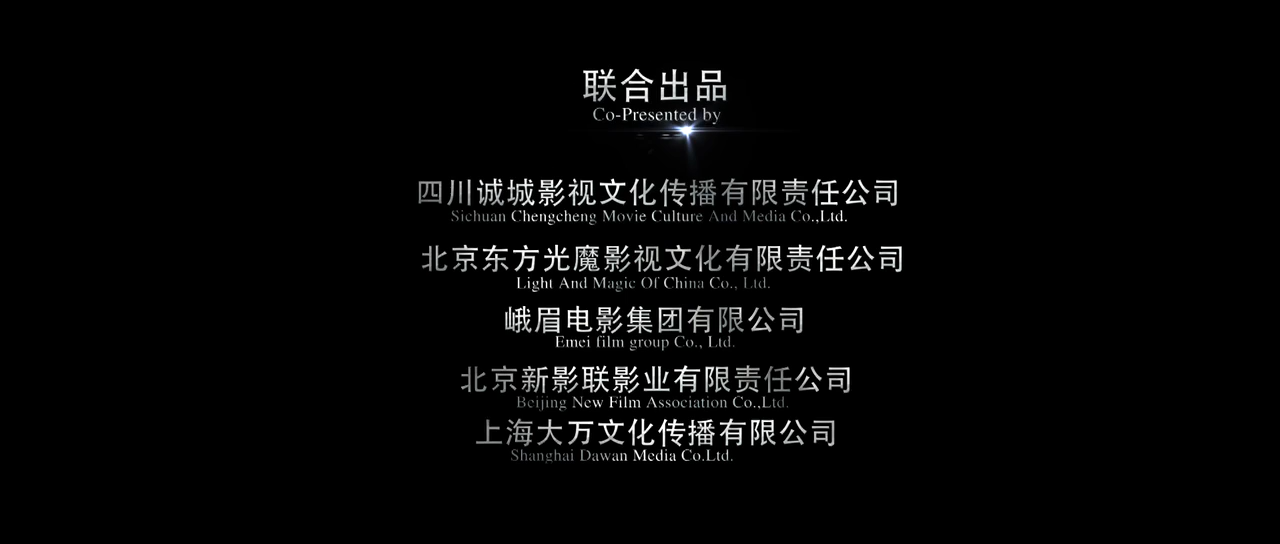 联合出品
Co-Presented by
四川诚城影视文化传播有限责任公司
Sichuan Chengcheng Movie Culture And Media Co.,Ltd.
北京东方光魔影视文化有限责任公司
Light And Magic Of China Co., Ltd.
峨眉电影集团有限公司
Emei film group Co., Ltd.
北京新影联影业有限责任公司
Beijing New Film Association Co.,Ltd.
上海大万文化传播有限公司
Shanghai Dawan Media Co.Ltd.